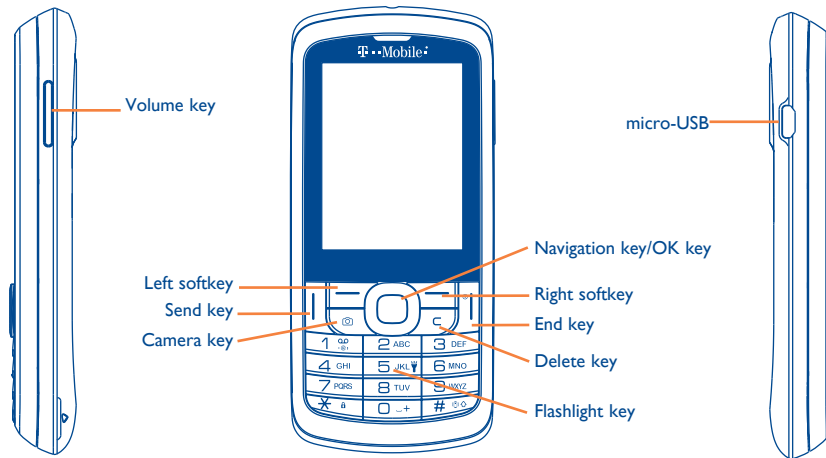 T··Mobile·
Volume key
micro-USB
Navigation key/OK key
Left softkey
Right softkey
Send key
End key
Camera key
Delete key
Flashlight key
1
2 ABC
3 DEF
4 GHI
5 JKL
6 MNO
7 PQRS
8 TUV
9 WXYZ
* 
0 +
#
C